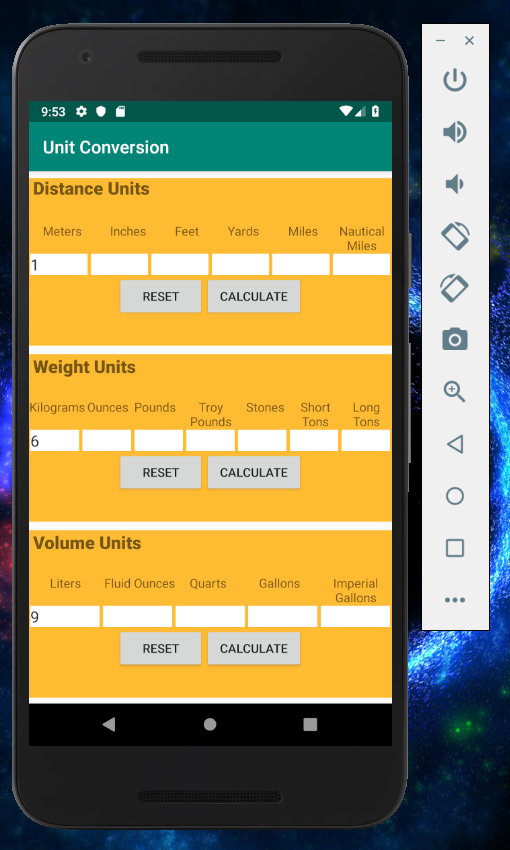 9:53
Unit Conversion
Distance Units
Meters Inches Feet Yards Miles Nautical
Miles
1
RESET CALCULATE
Weight Units
Kilograms Ounces Pounds Troy Stones Short Long
Pounds Tons Tons
6
RESET CALCULATE
Volume Units
Liters Fluid Ounces Quarts Gallons Imperial
Gallons
9
RESET CALCULATE